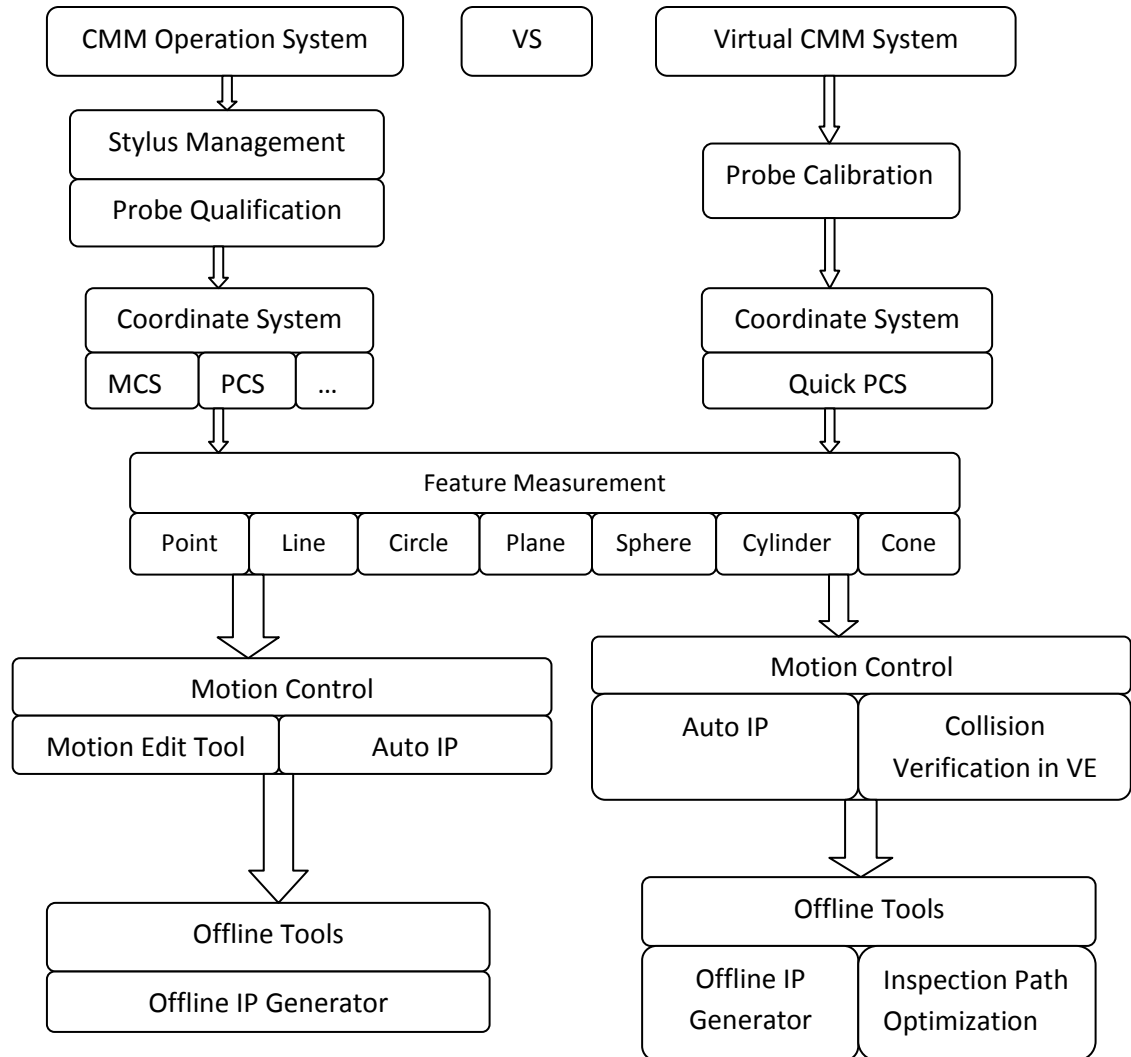 CMM Operation System
VS
Virtual CMM System
Stylus Management
Probe Qualification
Probe Calibration
Coordinate System
MCS
PCS
...
Coordinate System
Quick PCS
Feature Measurement
Point
Line
Circle
Plane
Sphere
Cylinder
Cone
Motion Control
Motion Edit Tool
Auto IP
Motion Control
Auto IP
Collision
Verification in VE
Offline Tools
Offline IP Generator
Offline Tools
Offline IP
Generator
Inspection Path
Optimization